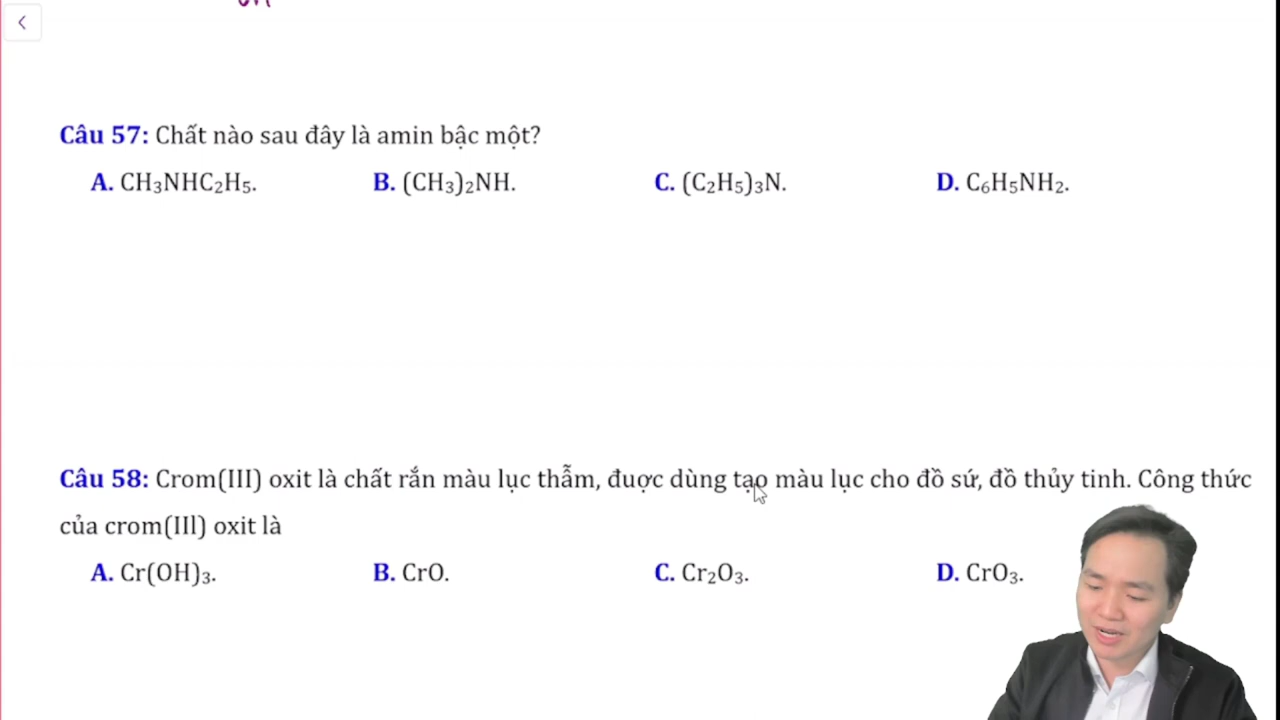 Câu 57: Chất nào sau đây là amin bậc một?
A. CH₃NHC₂H₅. B. (CH₃)₂NH. C. (C₂H₅)₃N. D. C₆H₅NH₂.
Câu 58: Crom(III) oxit là chất rắn màu lục thẫm, đuợc dùng tạo màu lục cho đồ sứ, đồ thủy tinh. Công thức
của crom(IIl) oxit là
A. Cr(OH)₃. B. CrO. C. Cr₂O₃. D. CrO₃.